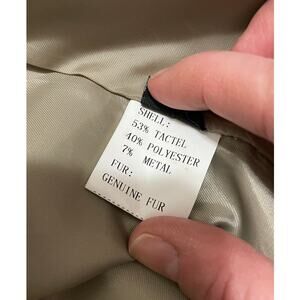 SHELL:
53% TACTEL
40% POLYESTER
7% METAL
FUR:
GENUINE FUR